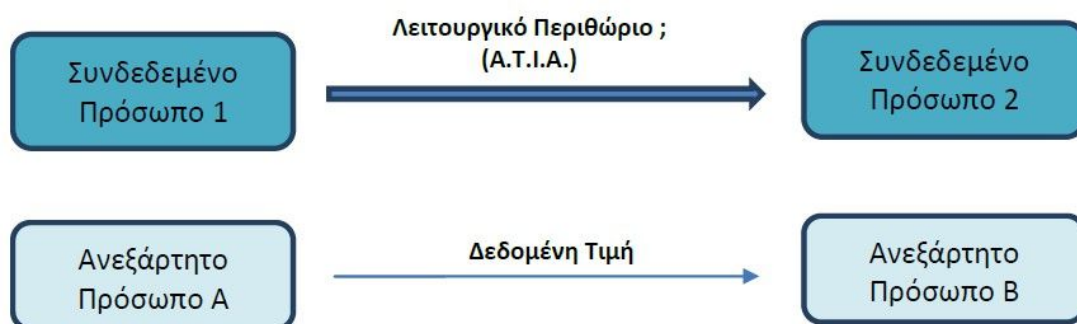 Λειτουργικό Περιθώριο ;
(Α.Τ.Ι.Α.)
Συνδεδεμένο
Πρόσωπο 1
Συνδεδεμένο
Πρόσωπο 2
Δεδομένη Τιμή
Ανεξάρτητο
Πρόσωπο Α
Ανεξάρτητο
Πρόσωπο Β